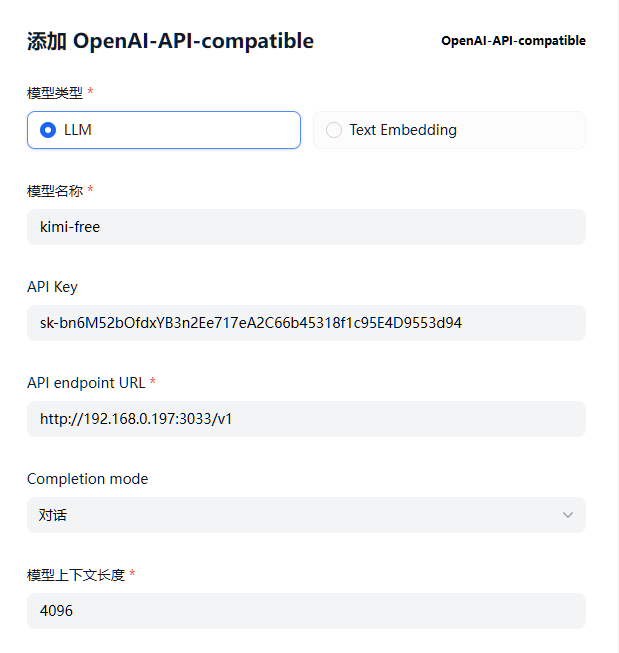 添加 OpenAI-API-compatible
OpenAI-API-compatible
模型类型 *
LLM
Text Embedding
模型名称 *
kimi-free
API Key
sk-bn6M52bOfdxYB3n2Ee717eA2C66b45318f1c95E4D9553d94
API endpoint URL *
http://192.168.0.197:3033/v1
Completion mode
对话
模型上下文长度 *
4096